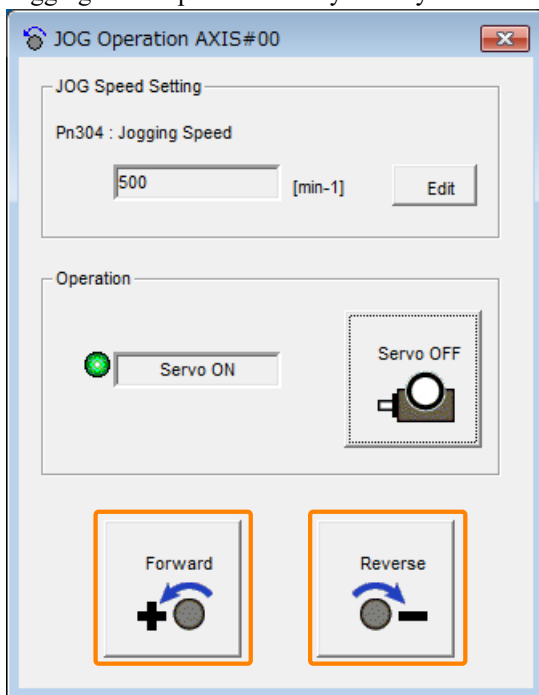 JOG Operation AXIS#00
JOG Speed Setting
Pn304 : Jogging Speed
500 [min-1] Edit
Operation
Servo ON
Servo OFF
Forward
Reverse